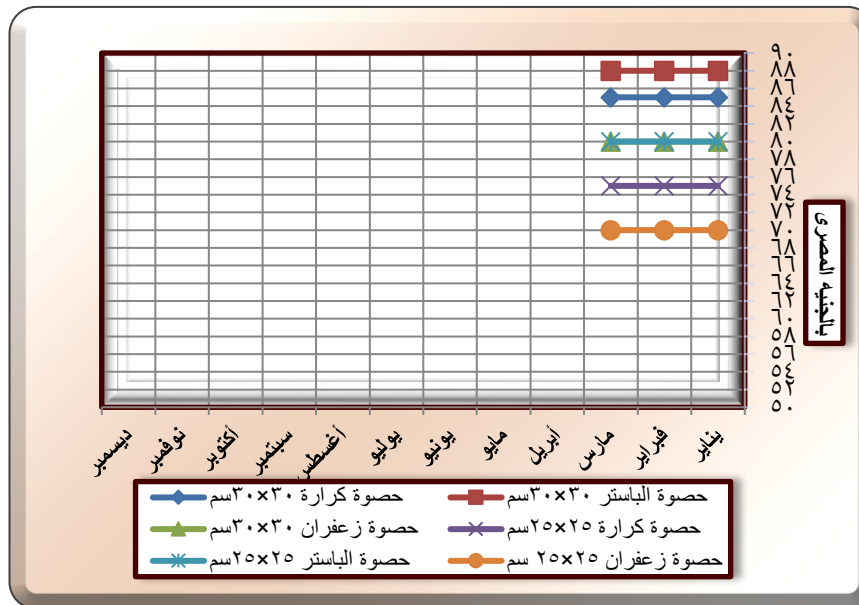 ٩٠
٨٨
٨٦
٨٤
٨٢
٨٠
٧٨
٧٦
٧٤
٧٢
٧٠
٦٨
٦٦
٦٤
٦٢
٦٠
٥٨
٥٦
٥٤
٥٢
٥٠
بالجنيه المصرى
يناير
فبراير
مارس
أبريل
مايو
يونيو
يوليو
أغسطس
سبتمبر
أكتوبر
نوفمبر
ديسمبر
حصوة الباستر ٣٠×٣٠سم
حصوة كرارة ٣٠×٣٠سم
حصوة كرارة ٢٥×٢٥سم
حصوة زعفران ٣٠×٣٠سم
حصوة زعفران ٢٥×٢٥ سم
حصوة الباستر ٢٥×٢٥سم